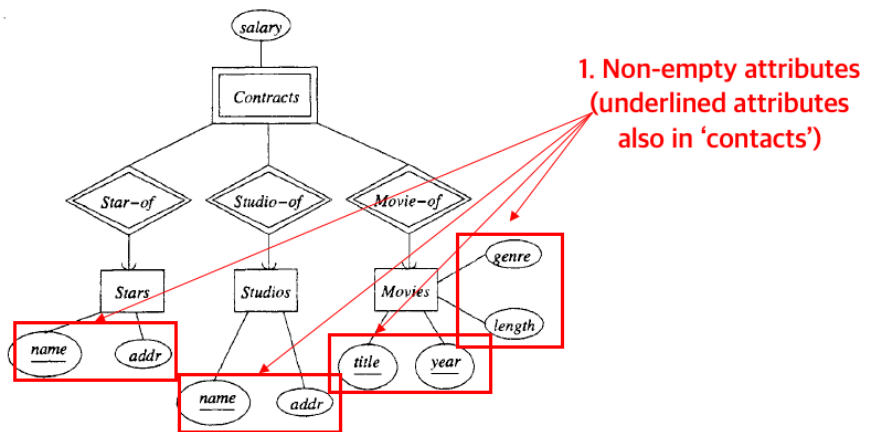 salary
1. Non-empty attributes
(underlined attributes
also in ‘contacts’)
Contracts
Star-of
Studio-of
Movie-of
genre
Stars
Studios
Movies
length
name
addr
title
year
name
addr